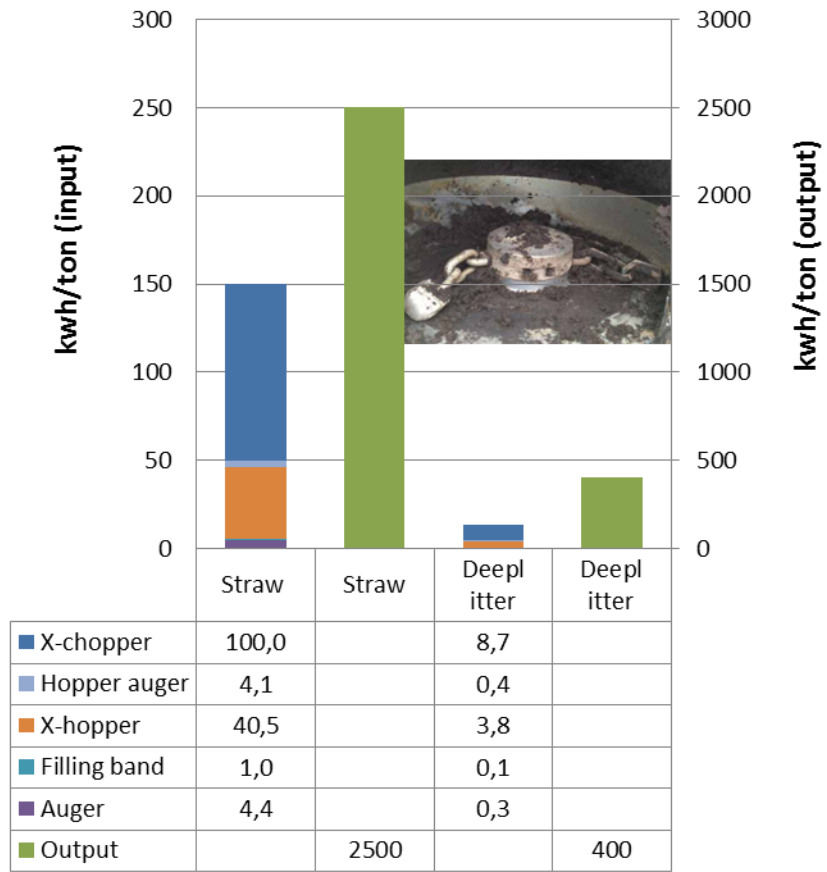 300
250
200
150
100
50
0
kwh/ton (input)
3000
2500
2000
1500
1000
500
0
kwh/ton (output)
Straw Straw Deepl Deepl
itter itter
X-chopper 100,0 8,7
Hopper auger 4,1 0,4
X-hopper 40,5 3,8
Filling band 1,0 0,1
Auger 4,4 0,3
Output 2500 400